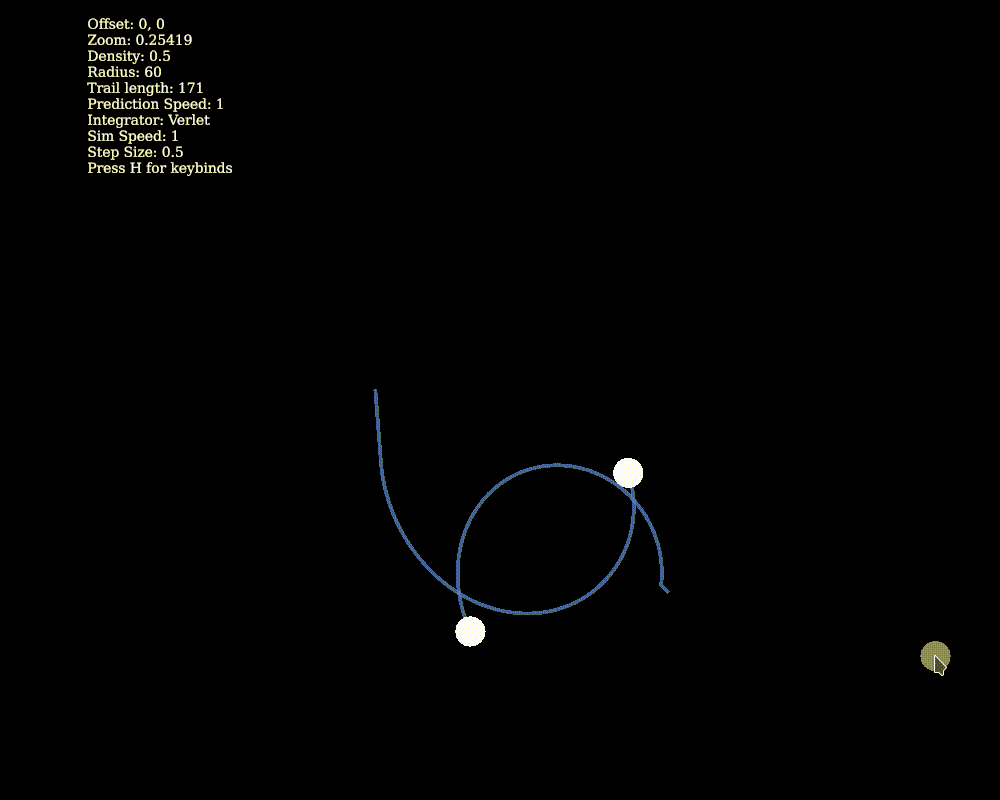 Offset: 0, 0
Zoom: 0.25419
Density: 0.5
Radius: 60
Trail length: 171
Prediction Speed: 1
Integrator: Verlet
Sim Speed: 1
Step Size: 0.5
Press H for keybinds